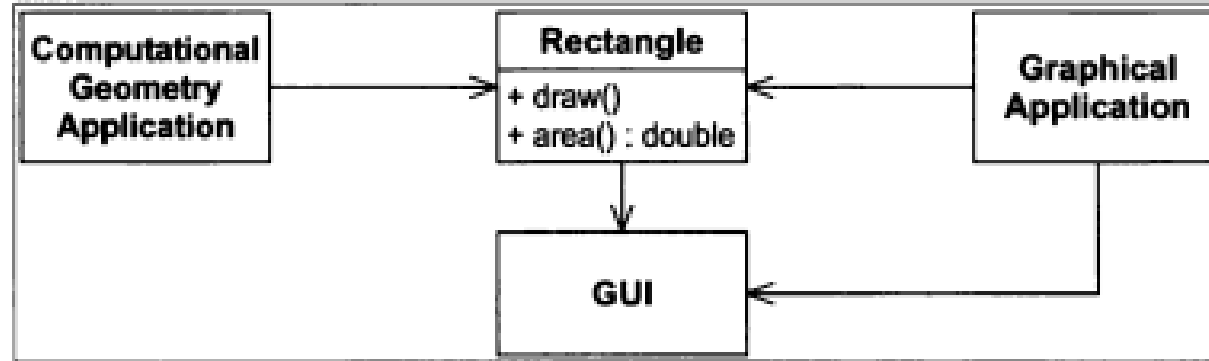 Computational
Geometry
Application
Rectangle
+ draw()
+ area() : double
Graphical
Application
GUI